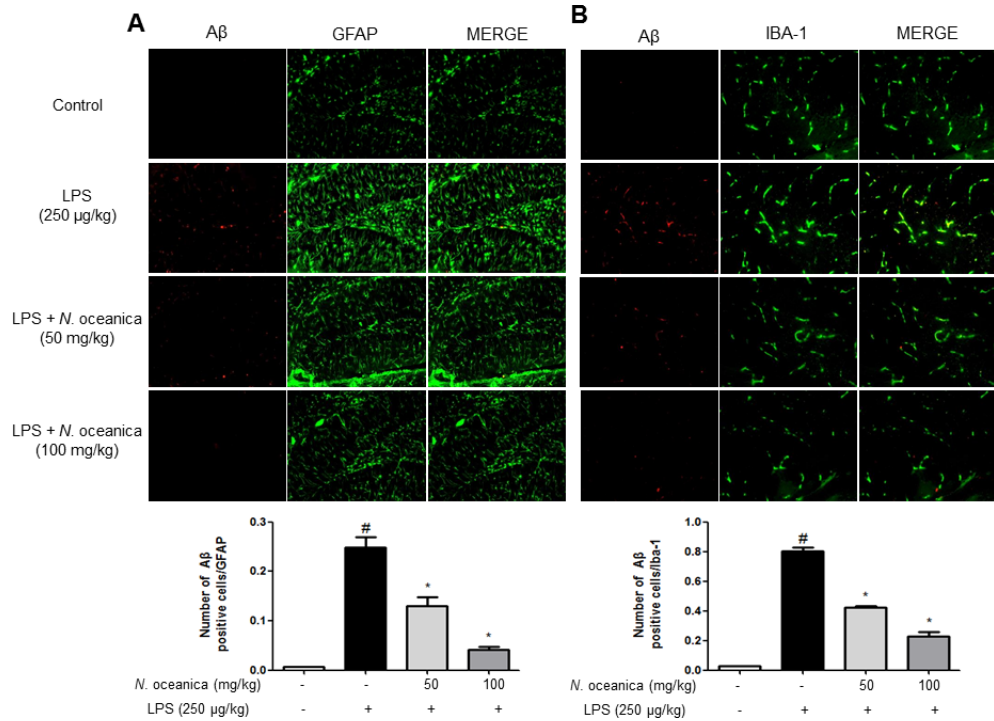 A
B
Aβ GFAP MERGE
Aβ IBA-1 MERGE
Control
LPS
(250 µg/kg)
LPS + N. oceanica
(50 mg/kg)
LPS + N. oceanica
(100 mg/kg)
Number of Aβ
positive cells/GFAP
0.3
0.2
0.1
0.0
#
*
*
N. oceanica (mg/kg) - - 50 100
LPS (250 µg/kg) - + + +
Number of Aβ
positive cells/Iba-1
1.0
0.8
0.6
0.4
0.2
0.0
#
*
*
N. oceanica (mg/kg) - - 50 100
LPS (250 µg/kg) - + + +